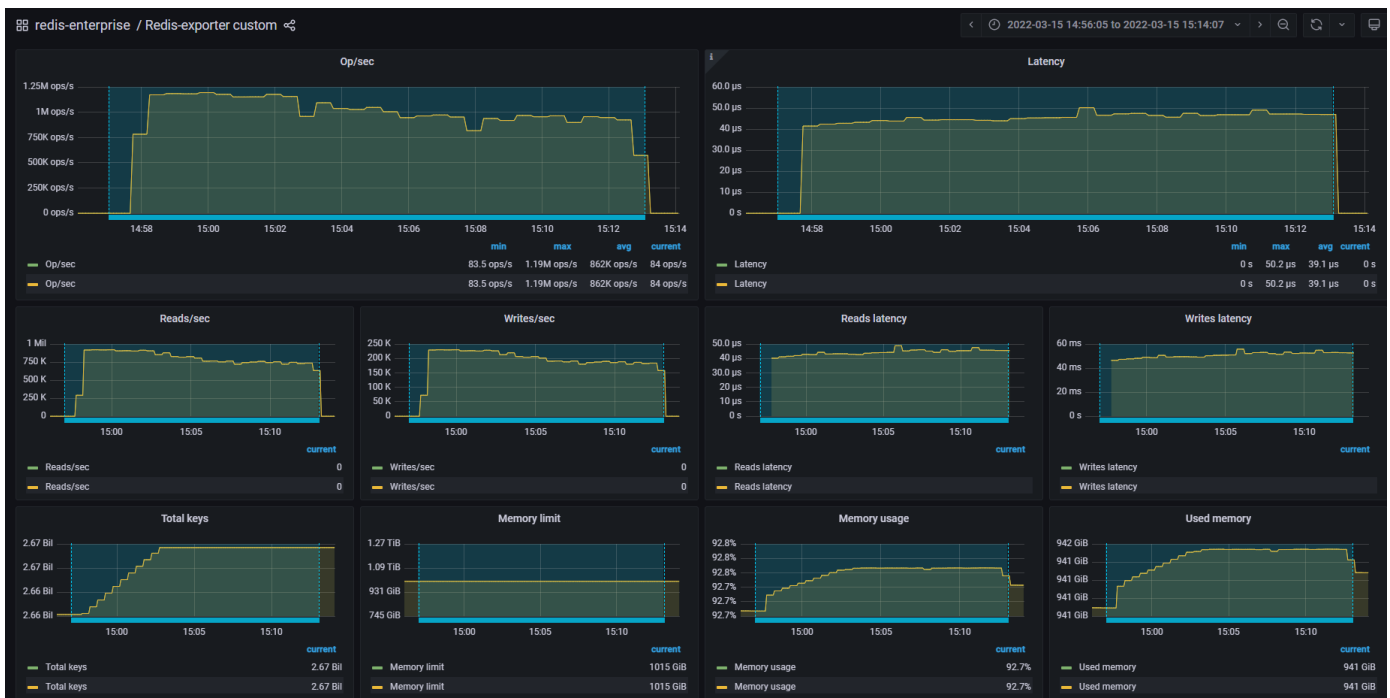 redis-enterprise / Redis-exporter custom
2022-03-15 14:56:05 to 2022-03-15 15:14:07
Op/sec
1.25M ops/s
1M ops/s
750K ops/s
500K ops/s
250K ops/s
0 ops/s
14:58 15:00 15:02 15:04 15:06 15:08 15:10 15:12 15:14
min max avg current
Op/sec 83.5 ops/s 1.19M ops/s 862K ops/s 84 ops/s
Op/sec 83.5 ops/s 1.19M ops/s 862K ops/s 84 ops/s
i
Latency
60.0 µs
50.0 µs
40 µs
30.0 µs
20 µs
10 µs
0 s
14:58 15:00 15:02 15:04 15:06 15:08 15:10 15:12 15:14
min max avg current
Latency 0 s 50.2 µs 39.1 µs 0 s
Latency 0 s 50.2 µs 39.1 µs 0 s
Reads/sec
1 Mil
750 K
500 K
250 K
0
15:00 15:05 15:10
current
Reads/sec 0
Reads/sec 0
Writes/sec
250 K
200 K
150 K
100 K
50 K
0
15:00 15:05 15:10
current
Writes/sec 0
Writes/sec 0
Reads latency
50.0 µs
40 µs
30.0 µs
20 µs
10 µs
0 s
15:00 15:05 15:10
current
Reads latency
Reads latency
Writes latency
60 ms
40 ms
20 ms
0 s
15:00 15:05 15:10
current
Writes latency
Writes latency
Total keys
2.67 Bil
2.67 Bil
2.66 Bil
2.66 Bil
15:00 15:05 15:10
current
Total keys 2.67 Bil
Total keys 2.67 Bil
Memory limit
1.27 TiB
1.09 TiB
931 GiB
745 GiB
15:00 15:05 15:10
current
Memory limit 1015 GiB
Memory limit 1015 GiB
Memory usage
92.8%
92.8%
92.8%
92.7%
92.7%
92.7%
15:00 15:05 15:10
current
Memory usage 92.7%
Memory usage 92.7%
Used memory
942 GiB
941 GiB
941 GiB
941 GiB
941 GiB
15:00 15:05 15:10
current
Used memory 941 GiB
Used memory 941 GiB